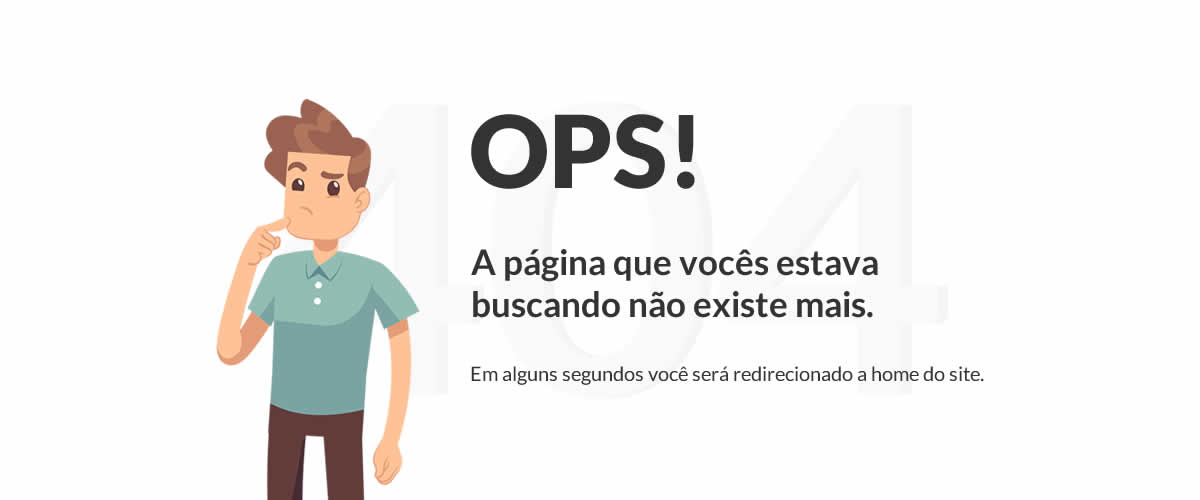 404
OPS!
A página que vocês estava
buscando não existe mais.
Em alguns segundos você será redirecionado a home do site.